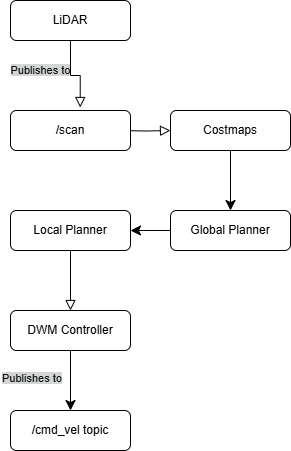 LiDAR
Publishes to
/scan
Costmaps
Local Planner
Global Planner
DWM Controller
Publishes to
/cmd_vel topic